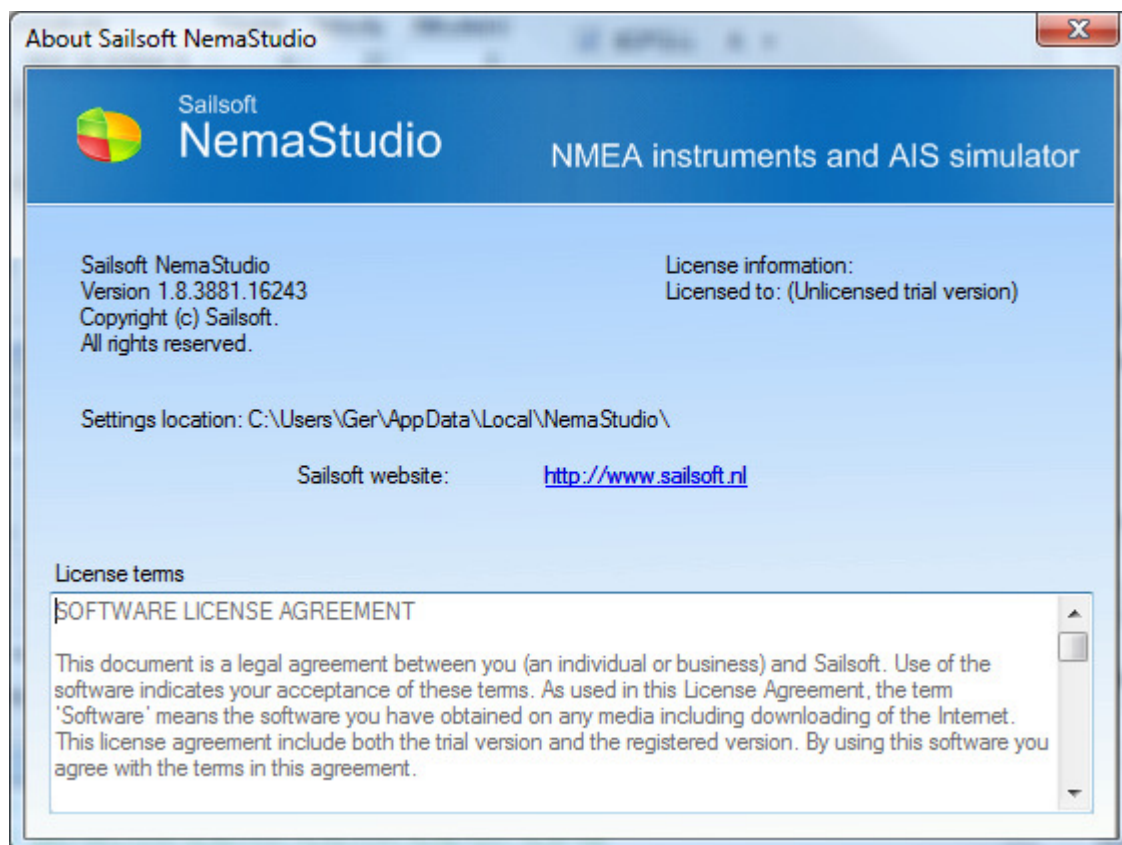 About Sailsoft NemaStudio
Sailsoft
NemaStudio
NMEA instruments and AIS simulator
Sailsoft NemaStudio
Version 1.8.3881.16243
Copyright (c) Sailsoft.
All rights reserved.
License information:
Licensed to: (Unlicensed trial version)
Settings location: C:\Users\Ger\AppData\Local\NemaStudio\
Sailsoft website: http://www.sailsoft.nl
License terms
SOFTWARE LICENSE AGREEMENT
This document is a legal agreement between you (an individual or business) and Sailsoft. Use of the
software indicates your acceptance of these terms. As used in this License Agreement, the term
'Software' means the software you have obtained on any media including downloading of the Internet.
This license agreement include both the trial version and the registered version. By using this software you
agree with the terms in this agreement.